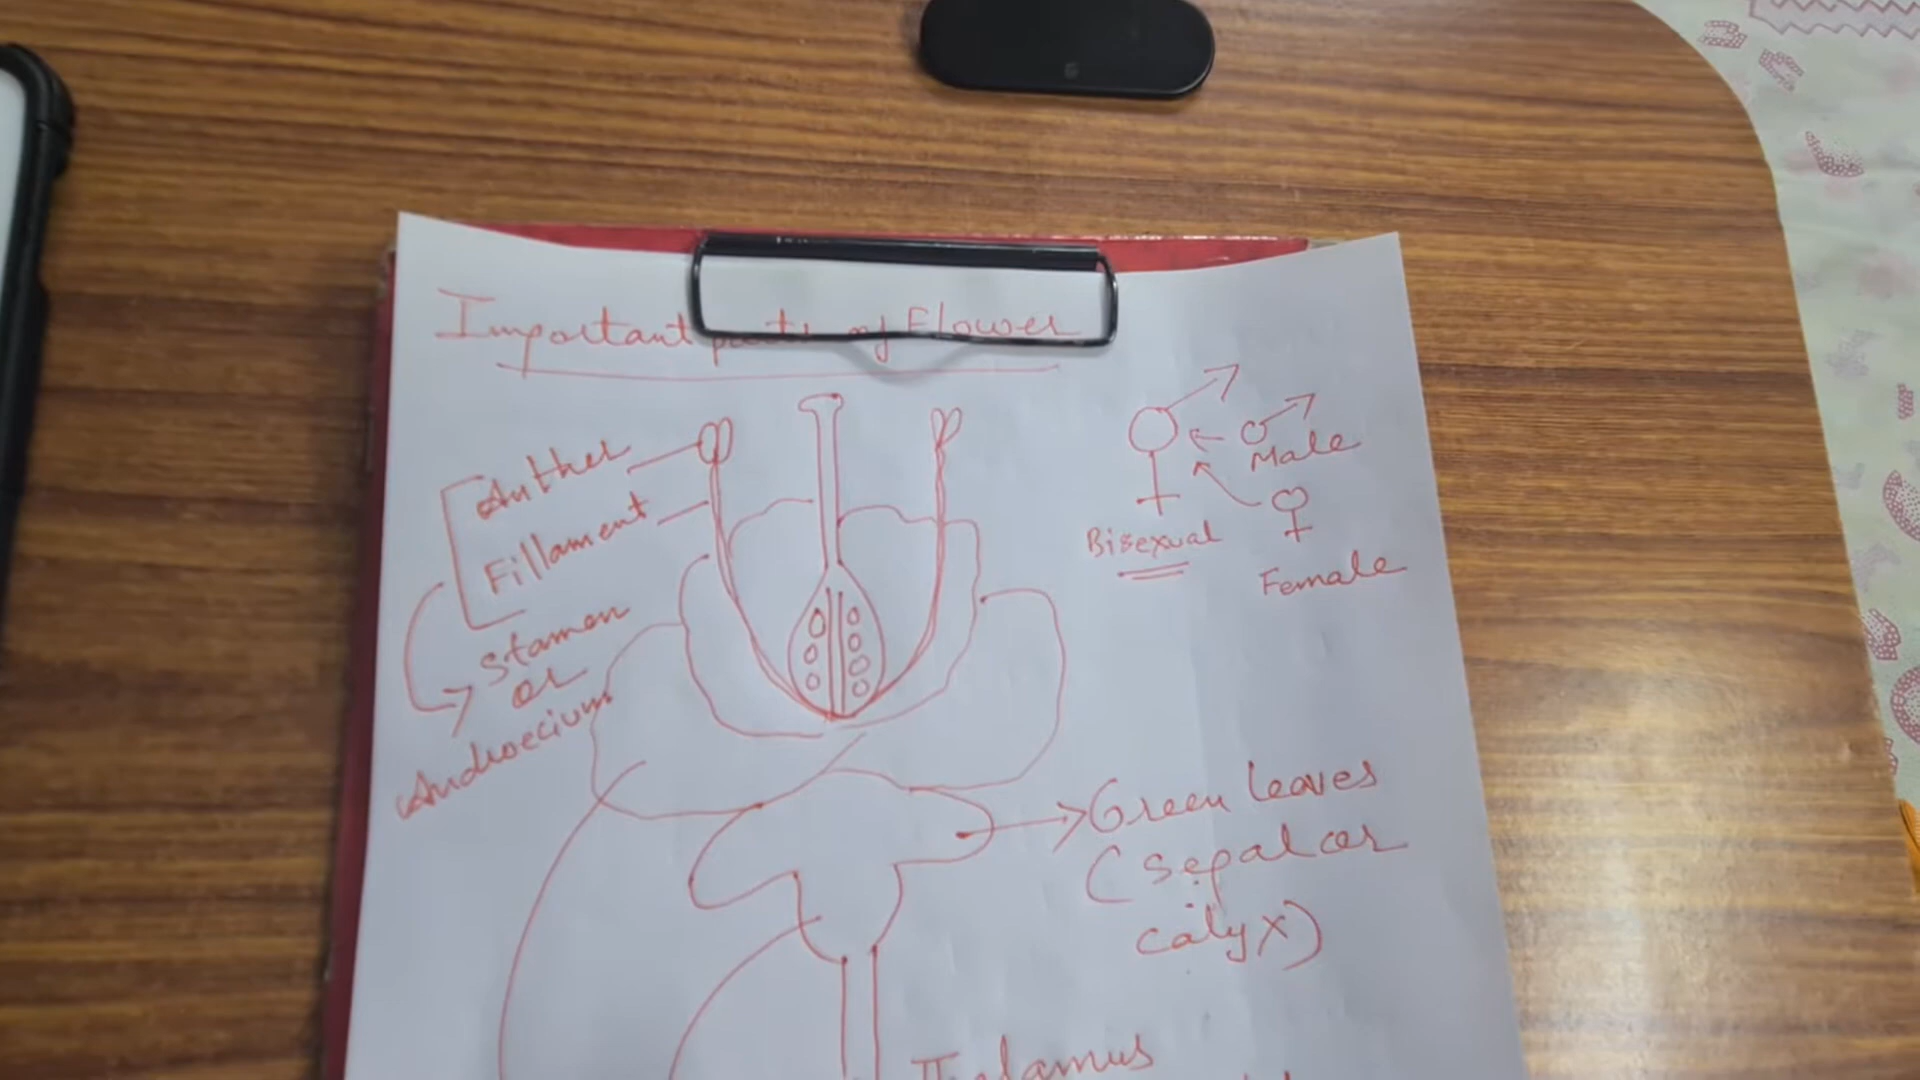 Important parts of Flower
Anther
Fillament
Stamen
or
Androecium
Male
Bisexual
Female
Green leaves
(Sepal or
calyx)
Thalamus